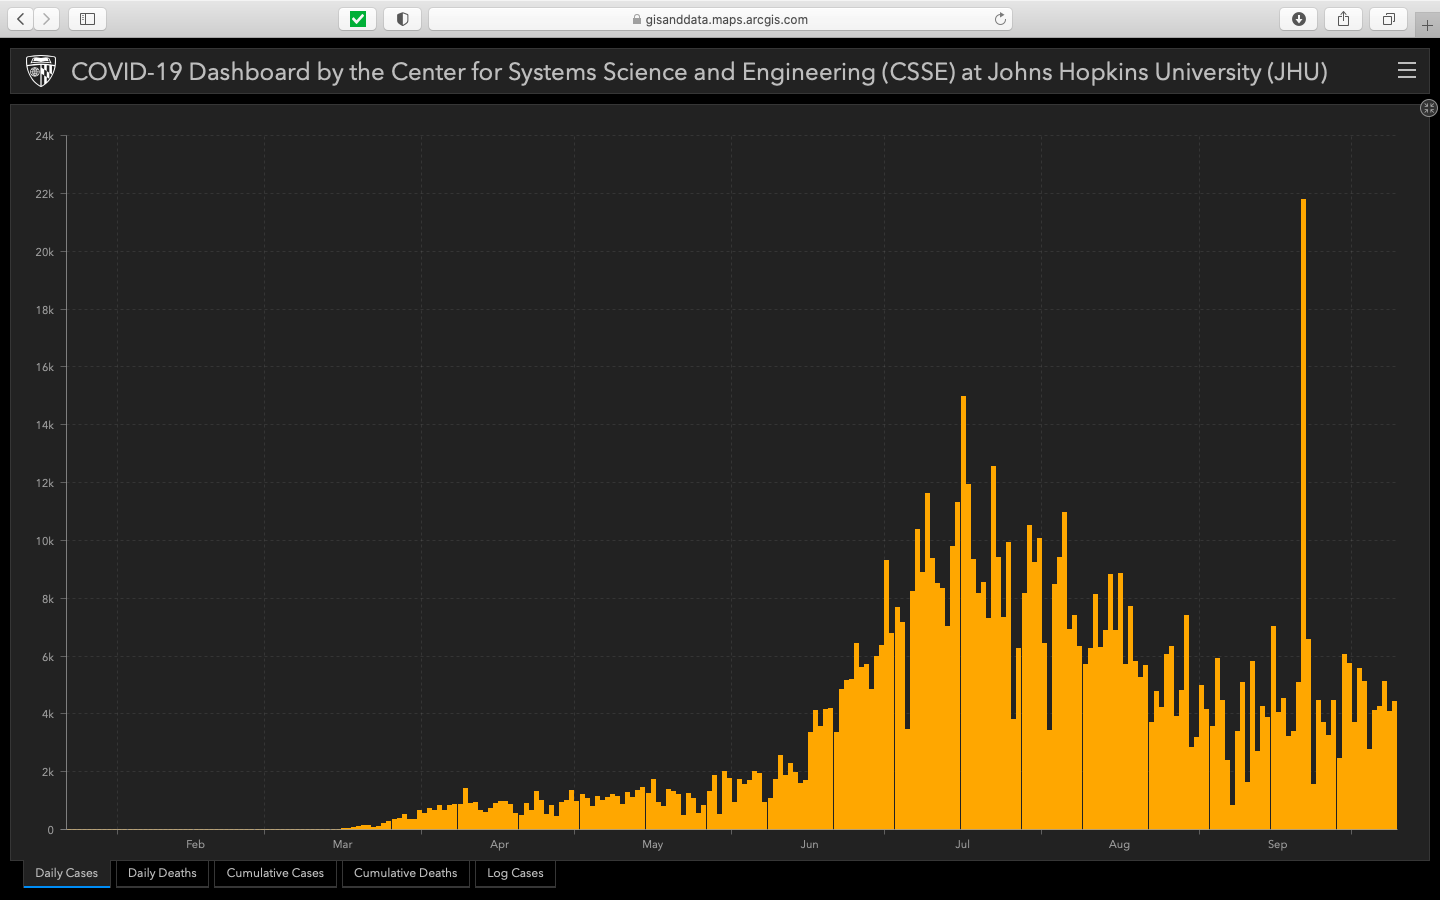 gisanddata.maps.arcgis.com
COVID-19 Dashboard by the Center for Systems Science and Engineering (CSSE) at Johns Hopkins University (JHU)
24k
22k
20k
18k
16k
14k
12k
10k
8k
6k
4k
2k
0
Feb Mar Apr May Jun Jul Aug Sep
Daily Cases Daily Deaths Cumulative Cases Cumulative Deaths Log Cases